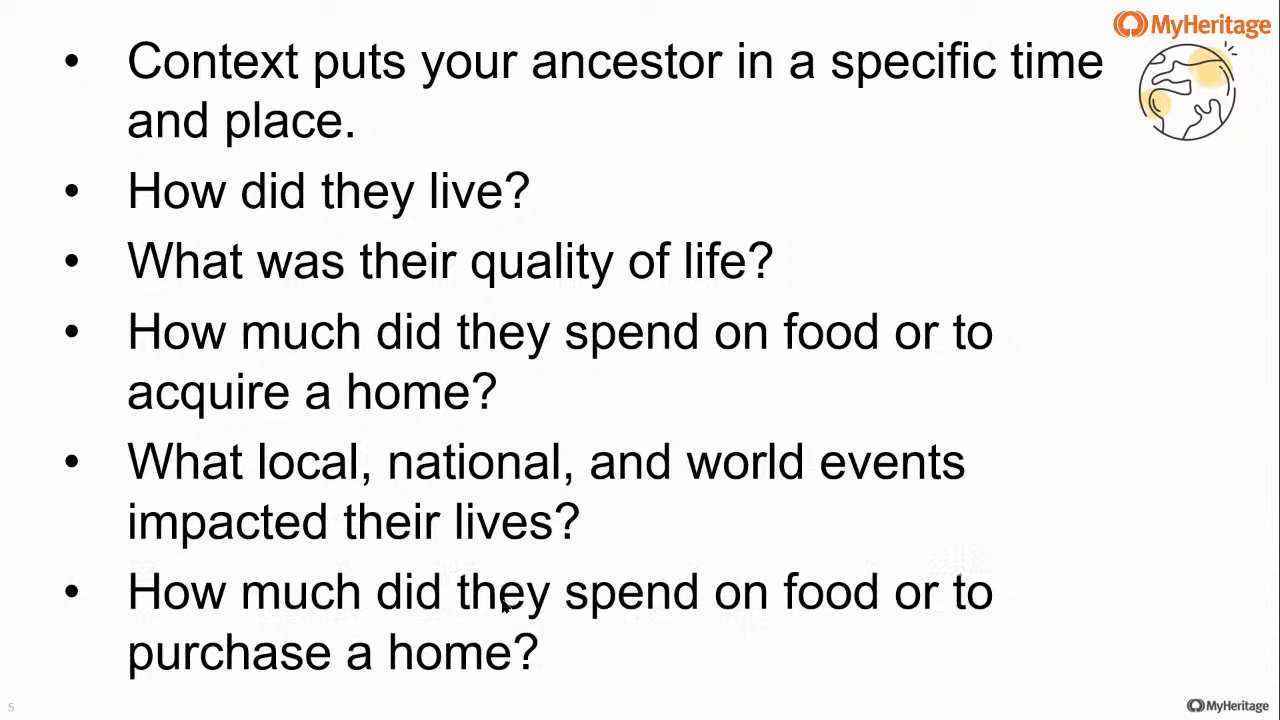 MyHeritage
• Context puts your ancestor in a specific time
and place.
• How did they live?
• What was their quality of life?
• How much did they spend on food or to
acquire a home?
• What local, national, and world events
impacted their lives?
• How much did they spend on food or to
purchase a home?
5
MyHeritage